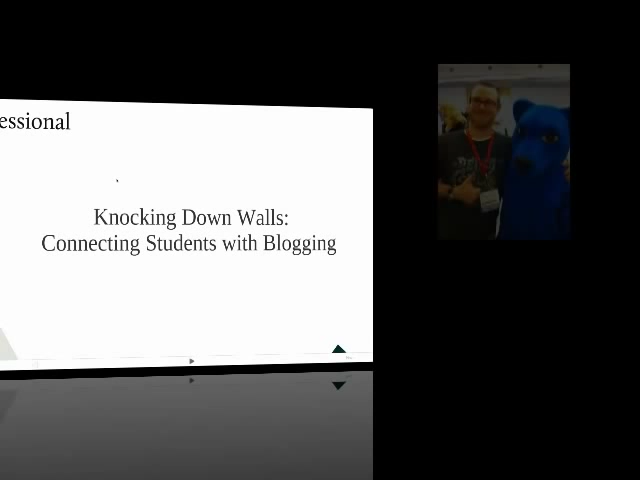 essional
Knocking Down Walls:
Connecting Students with Blogging